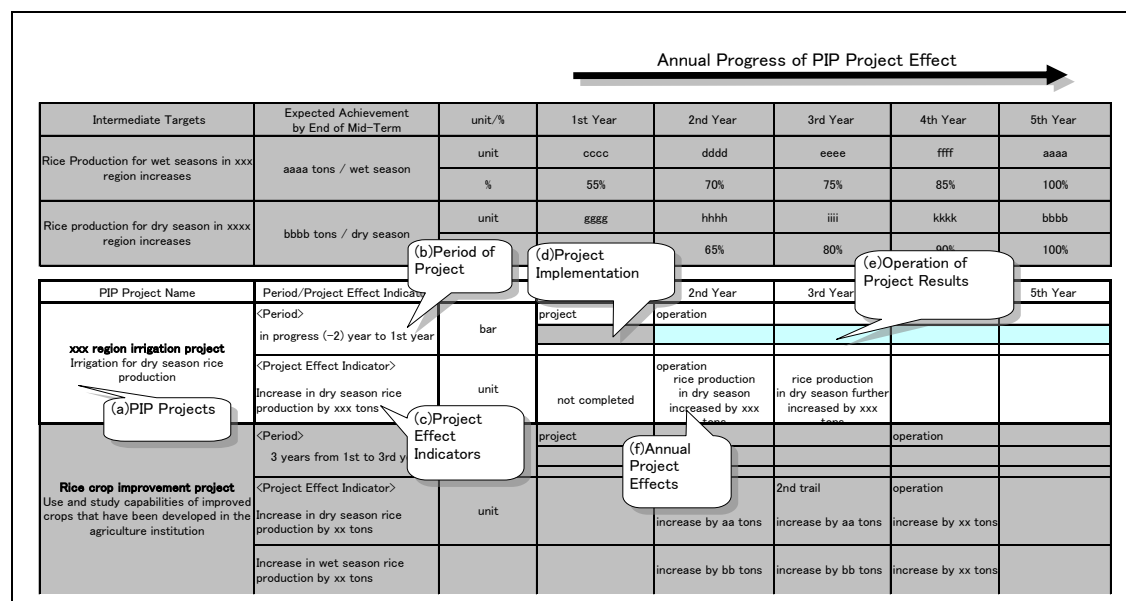 Annual Progress of PIP Project Effect
Intermediate Targets
Expected Achievement
by End of Mid-Term
unit/%
1st Year
2nd Year
3rd Year
4th Year
5th Year
Rice Production for wet seasons in xxx
region increases
aaaa tons / wet season
unit
cccc
dddd
eeee
ffff
aaaa
%
55%
70%
75%
85%
100%
Rice production for dry season in xxxx
region increases
bbbb tons / dry season
unit
gggg
hhhh
iiii
kkkk
bbbb
65%
80%
90%
100%
(b)Period of
Project
(d)Project
Implementation
(e)Operation of
Project Results
PIP Project Name
Period/Project Effect
2nd Year
3rd Year
5th Year
xxx region irrigation project
Irrigation for dry season rice
production
<Period>
in progress (-2) year to 1st year
bar
project
operation
<Project Effect Indicator>
Increase in dry season rice
production by xxx tons
unit
not completed
operation
rice production
in dry season
increased by xxx
rice production
in dry season further
increased by xxx
(a)PIP Projects
(c)Project
Effect
Indicators
(f)Annual
Project
Effects
Rice crop improvement project
Use and study capabilities of improved
crops that have been developed in the
agriculture institution
<Period>
3 years from 1st to 3rd
project
operation
<Project Effect Indicator>
Increase in dry season rice
production by xx tons
unit
2nd trail
operation
increase by aa tons
increase by aa tons
increase by xx tons
Increase in wet season rice
production by xx tons
increase by bb tons
increase by bb tons
increase by xx tons